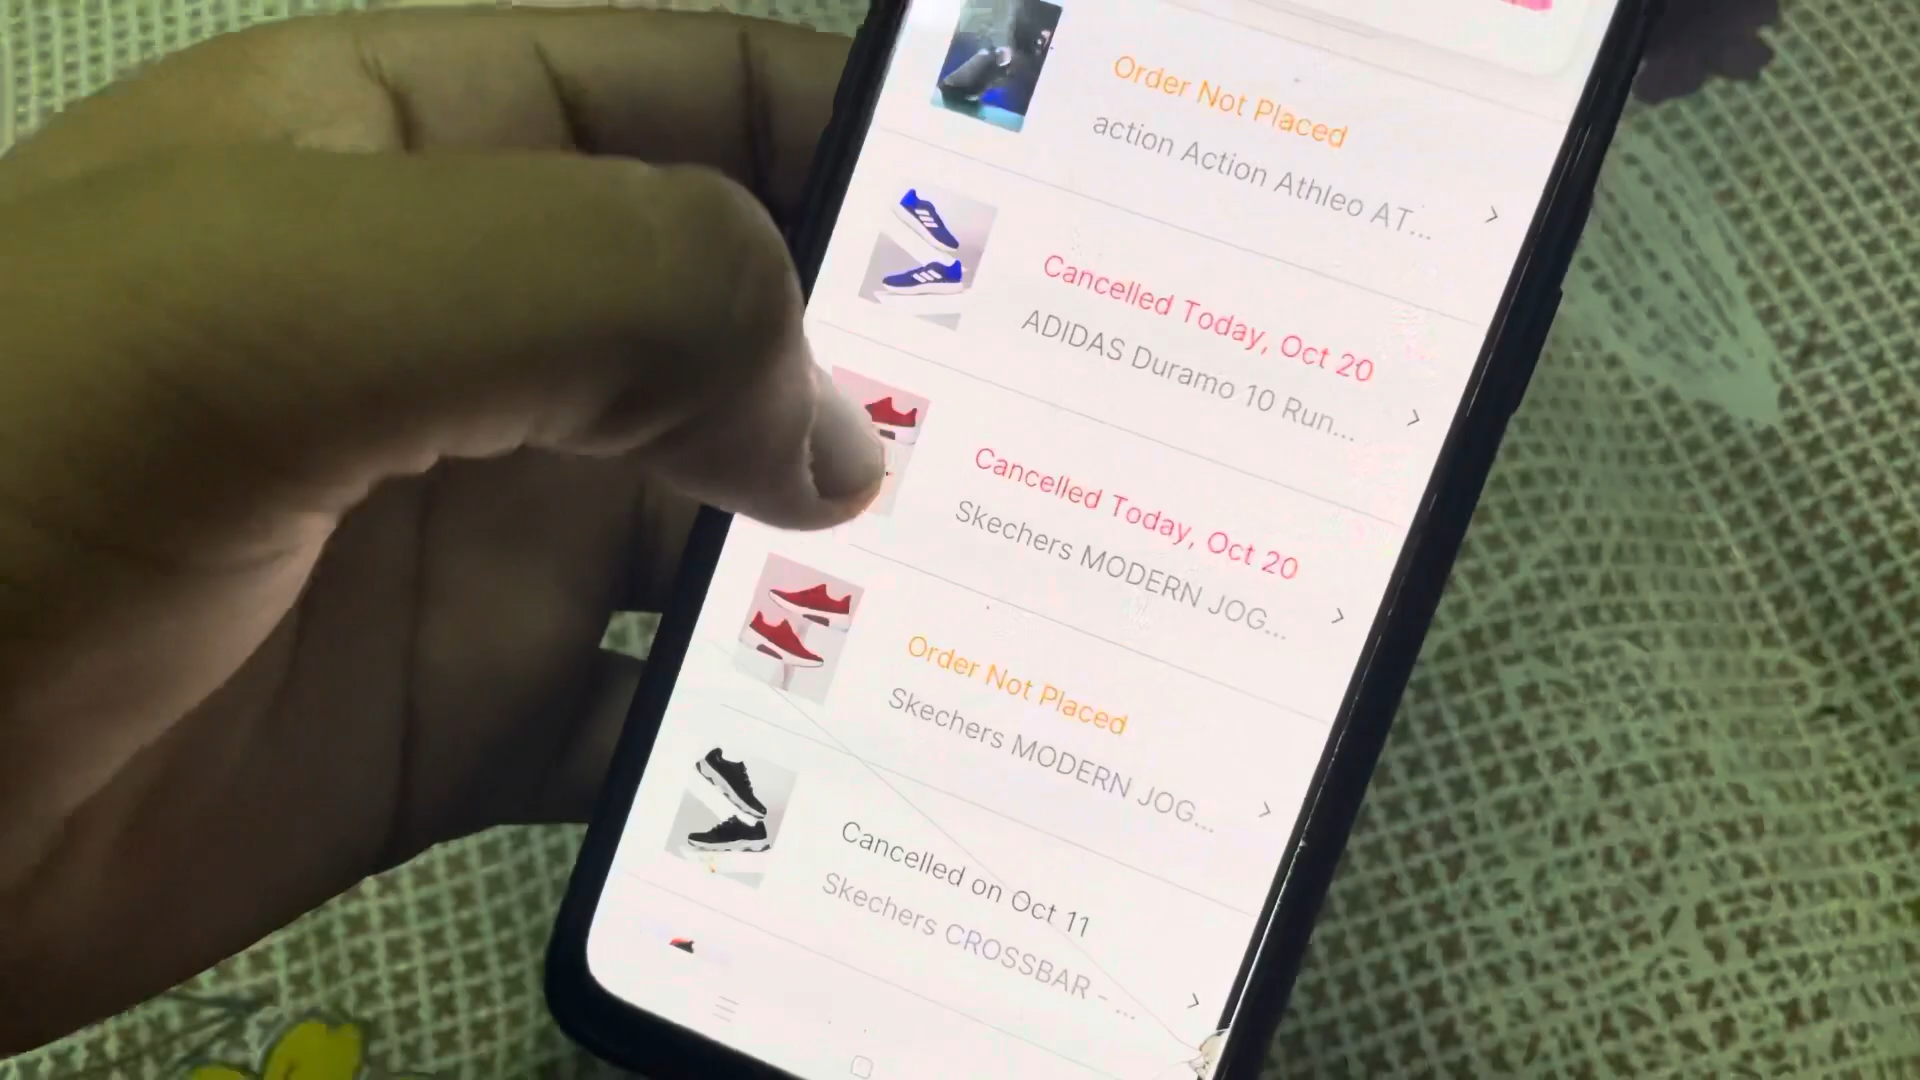 Order Not Placed
action Action Athleo AT...
Cancelled Today, Oct 20
ADIDAS Duramo 10 Run...
Cancelled Today, Oct 20
Skechers MODERN JOG...
Order Not Placed
Skechers MODERN JOG...
Cancelled on Oct 11
Skechers CROSSBAR - ...